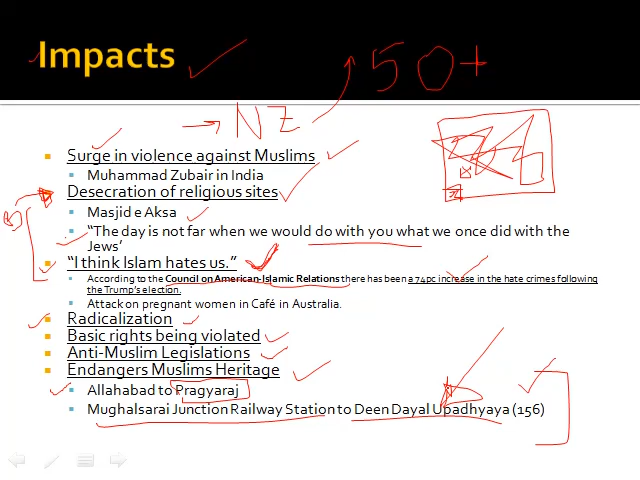 Impacts
50+
→ NZ
Surge in violence against Muslims
Muhammad Zubair in India
Desecration of religious sites
Masjid e Aksa
"The day is not far when we would do with you what we once did with the
Jews'
"I think Islam hates us."
According to the Council on American-Islamic Relations there has been a 74pc increase in the hate crimes following
the Trump's election.
Attack on pregnant women in Café in Australia.
Radicalization
Basic rights being violated
Anti-Muslim Legislations
Endangers Muslims Heritage
Allahabad to Pragyaraj
Mughalsarai Junction Railway Station to Deen Dayal Upadhyaya (156)